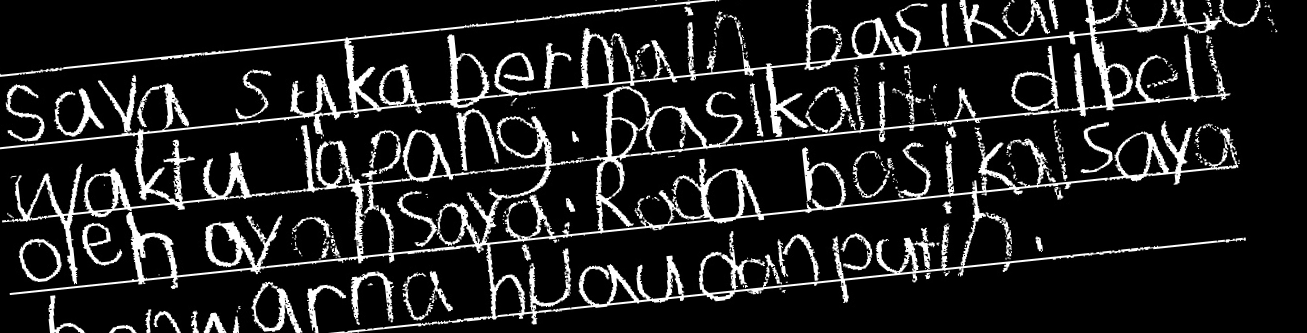 Saya suka bermain basikal pada
waktu lapang. Basikal itu dibeli
oleh ayah saya. Roda basikal saya
berwarna hijau dan putih.